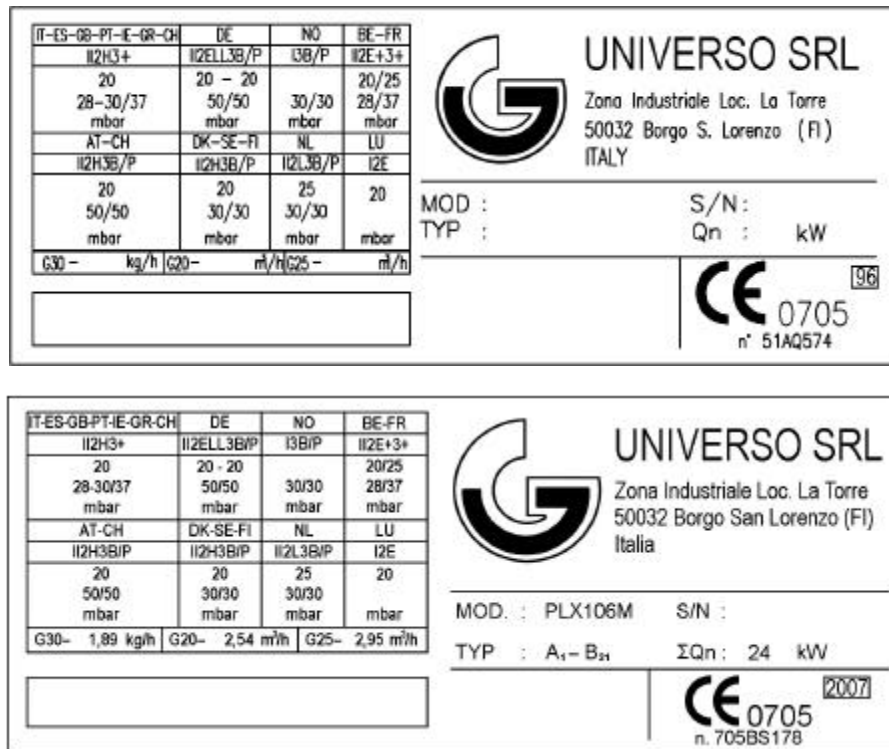 IT-ES-GB-PT-IE-GR-CH DE NO BE-FR
II2H3+ II2ELL3B/P I3B/P II2E+3+
20 20 - 20 20/25
28-30/37 50/50 30/30 28/37
mbar mbar mbar mbar
AT-CH DK-SE-FI NL LU
II2H3B/P II2H3B/P II2L3B/P I2E
20 20 25 20
50/50 30/30 30/30
mbar mbar mbar mbar
G30 - kg/h G20 - m³/h G25 - m³/h
G
UNIVERSO SRL
Zona Industriale Loc. La Torre
50032 Borgo S. Lorenzo (FI)
ITALY
MOD : S/N :
TYP : Qn : kW
CE 0705 96
n° 51AQ574
IT-ES-GB-PT-IE-GR-CH DE NO BE-FR
II2H3+ II2ELL3B/P I3B/P II2E+3+
20 20 - 20 20/25
28-30/37 50/50 30/30 28/37
mbar mbar mbar mbar
AT-CH DK-SE-FI NL LU
II2H3B/P II2H3B/P II2L3B/P I2E
20 20 25 20
50/50 30/30 30/30
mbar mbar mbar mbar
G30- 1,89 kg/h G20- 2,54 m³/h G25- 2,95 m³/h
G
UNIVERSO SRL
Zona Industriale Loc. La Torre
50032 Borgo San Lorenzo (FI)
Italia
MOD. : PLX106M S/N :
TYP : A₁ - B₂₁ ΣQn : 24 kW
CE 0705 2007
n. 705BS178